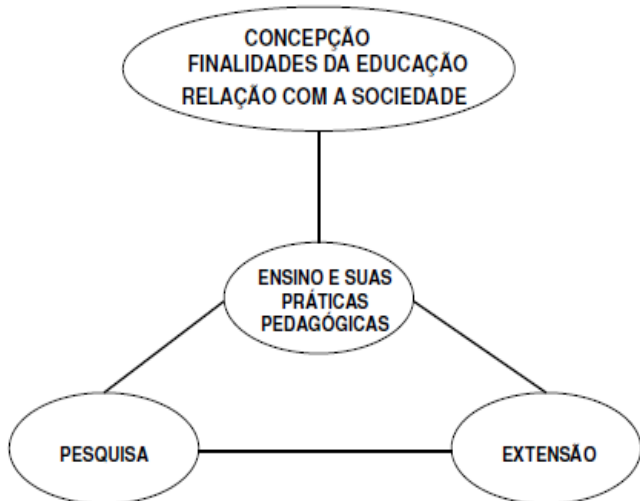 CONCEPÇÃO
FINALIDADES DA EDUCAÇÃO
RELAÇÃO COM A SOCIEDADE
ENSINO E SUAS
PRÁTICAS
PEDAGÓGICAS
PESQUISA
EXTENSÃO